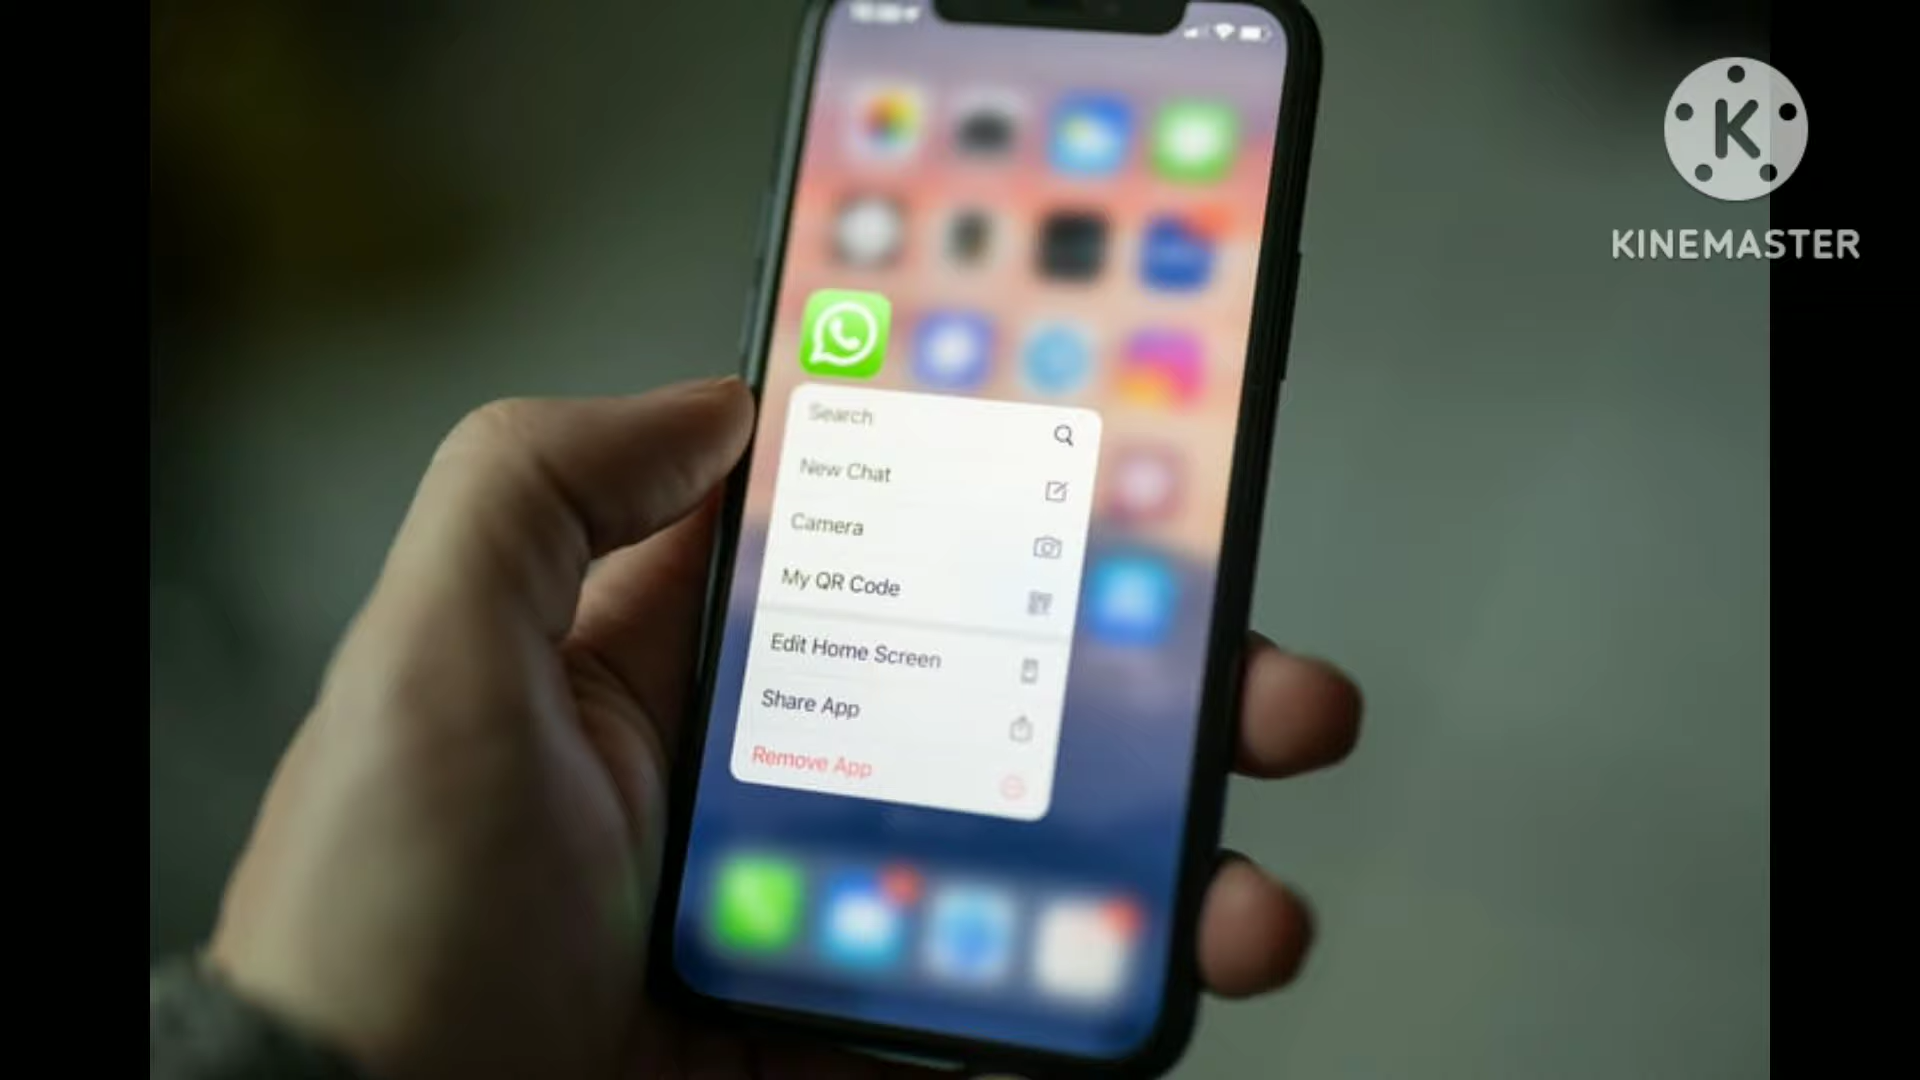 KINEMASTER
Search
New Chat
Camera
My QR Code
Edit Home Screen
Share App
Remove App